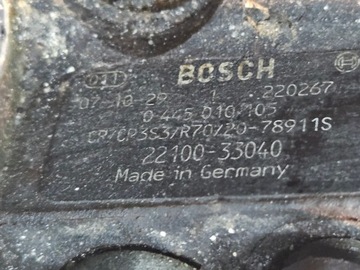 BOSCH
07-10-29 1 220267
0 445 010 105
CR/CP3S3/R70/20-78911S
22100-33040
Made in Germany